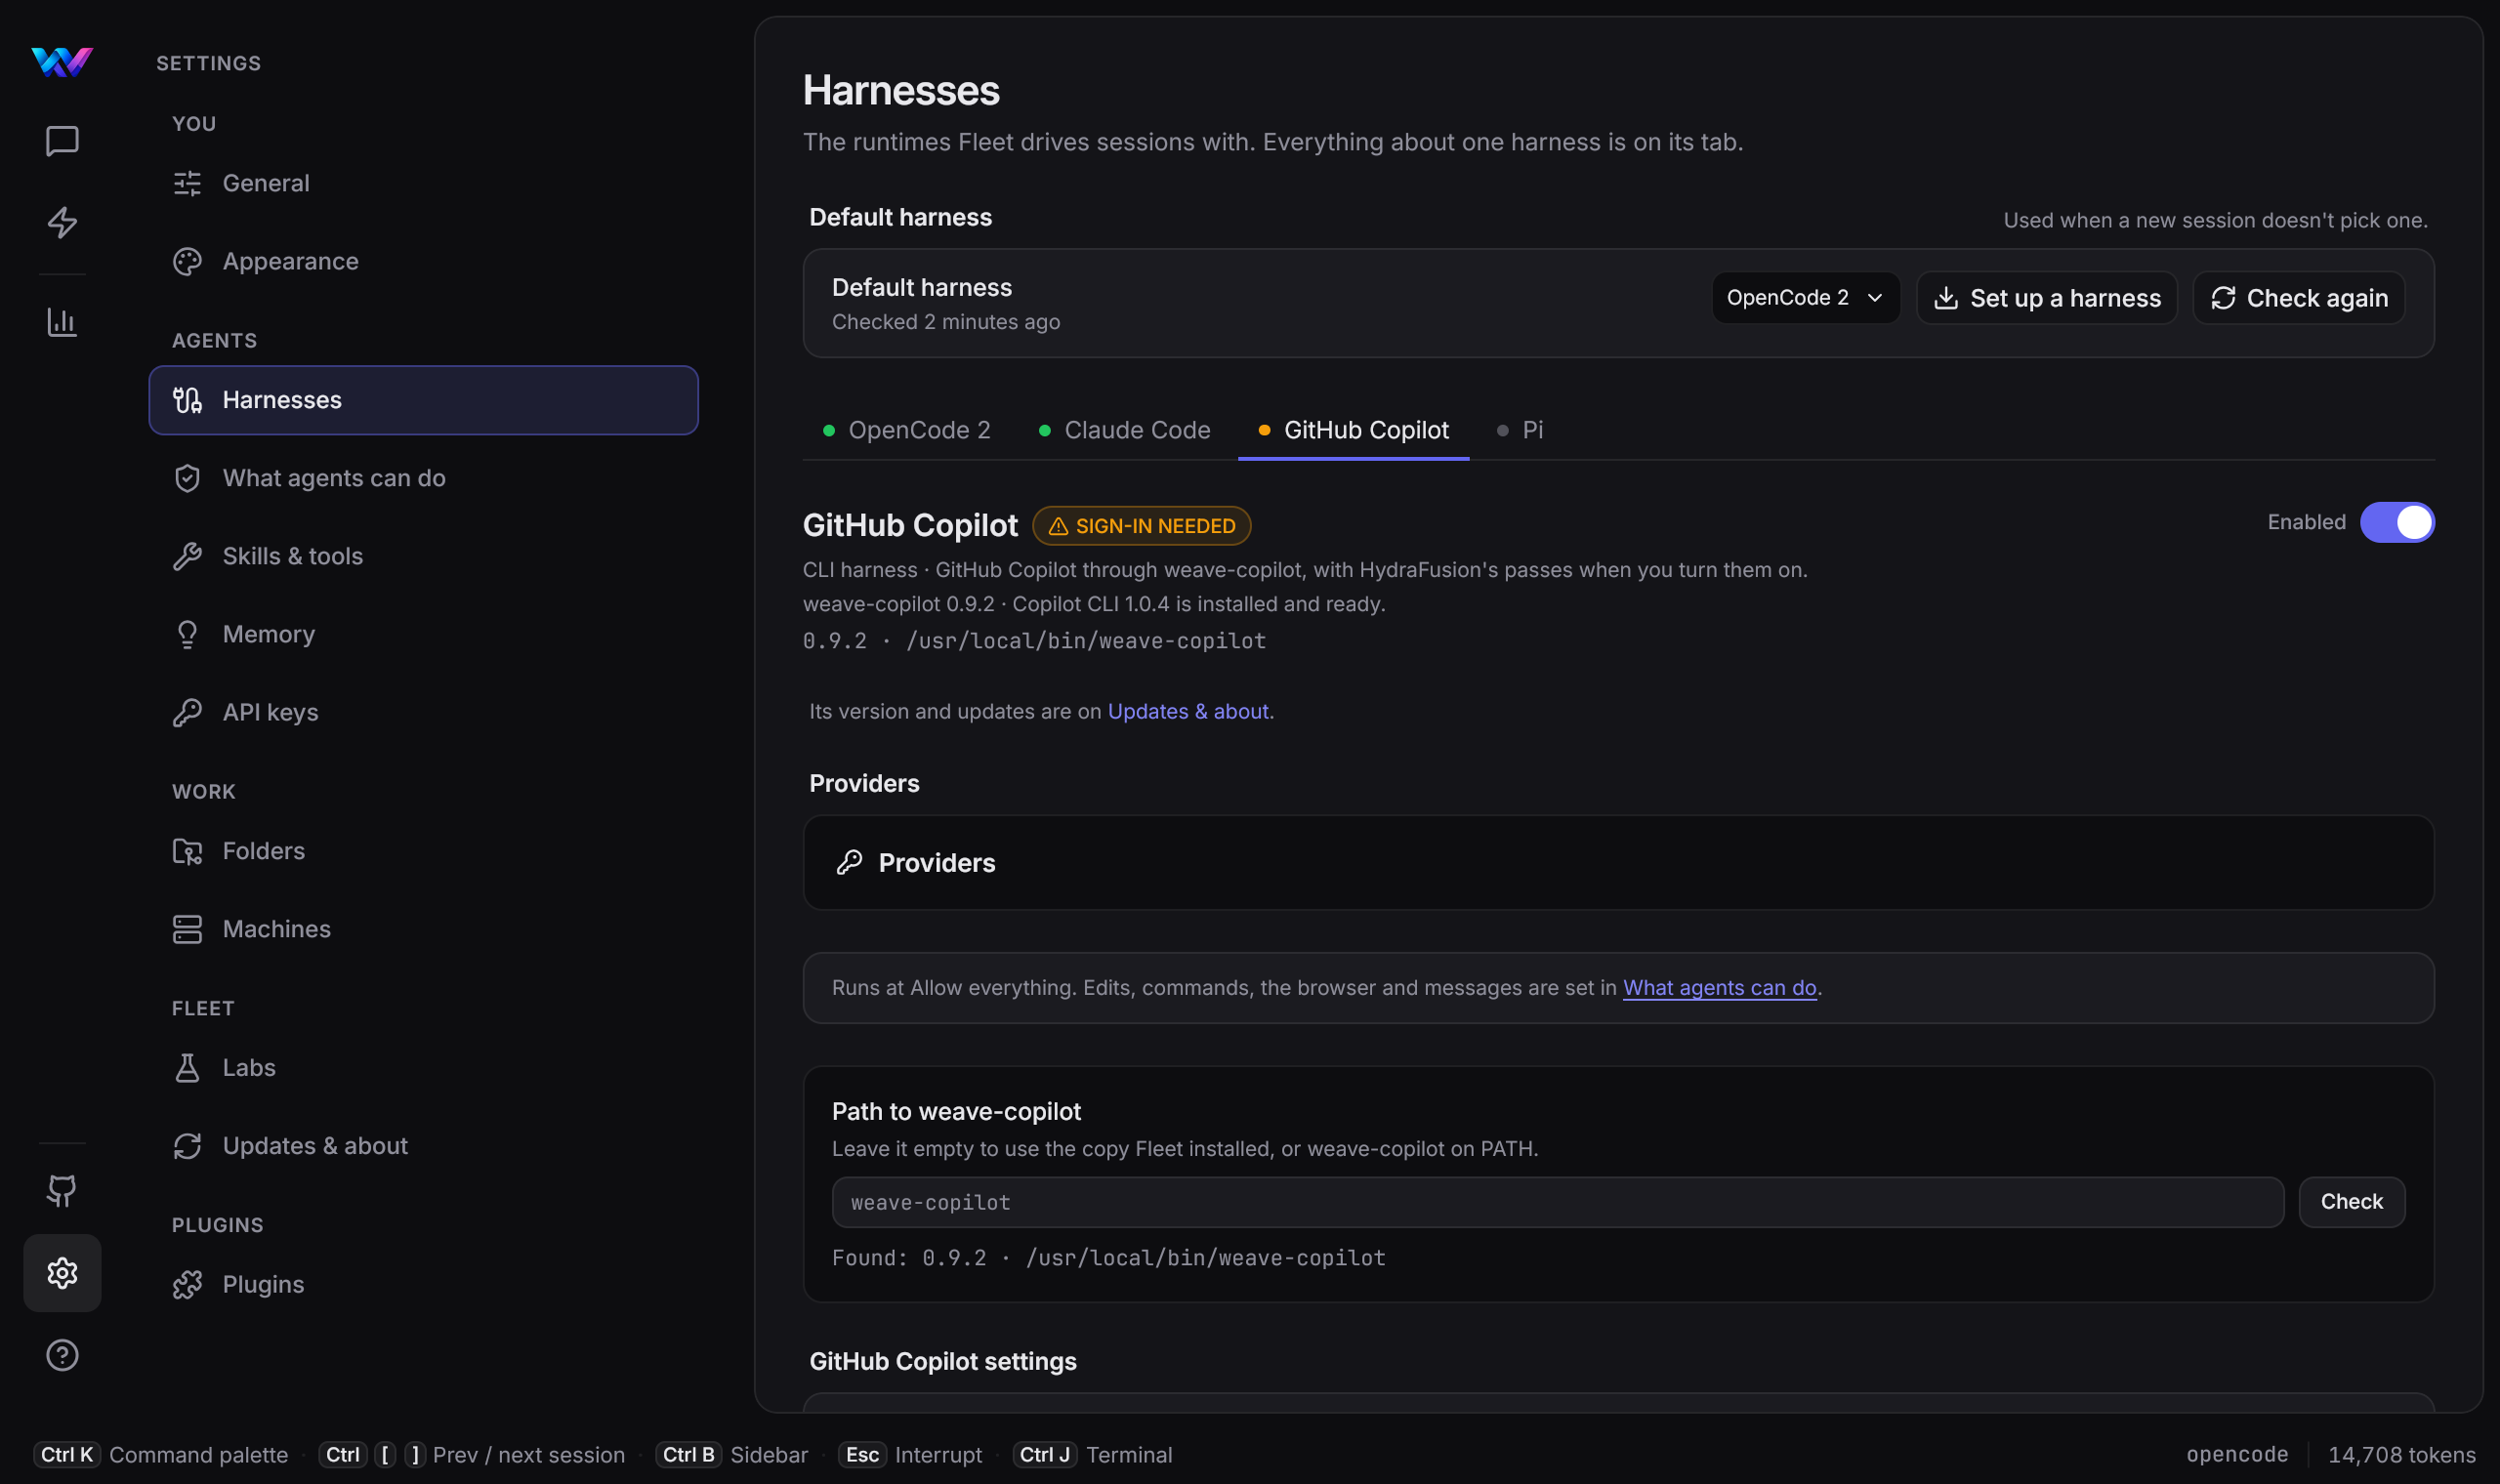 SETTINGS
YOU
General
Appearance
AGENTS
Harnesses
What agents can do
Skills & tools
Memory
API keys
WORK
Folders
Machines
FLEET
Labs
Updates & about
PLUGINS
Plugins
Harnesses
The runtimes Fleet drives sessions with. Everything about one harness is on its tab.
Default harness
Used when a new session doesn't pick one.
Default harness
Checked 2 minutes ago
OpenCode 2
Set up a harness
Check again
OpenCode 2
Claude Code
GitHub Copilot
Pi
GitHub Copilot
SIGN-IN NEEDED
Enabled
CLI harness · GitHub Copilot through weave-copilot, with HydraFusion's passes when you turn them on.
weave-copilot 0.9.2 · Copilot CLI 1.0.4 is installed and ready.
0.9.2 · /usr/local/bin/weave-copilot
Its version and updates are on Updates & about.
Providers
Providers
Runs at Allow everything. Edits, commands, the browser and messages are set in What agents can do.
Path to weave-copilot
Leave it empty to use the copy Fleet installed, or weave-copilot on PATH.
weave-copilot
Check
Found: 0.9.2 · /usr/local/bin/weave-copilot
GitHub Copilot settings
Ctrl K Command palette · Ctrl [ ] Prev / next session · Ctrl B Sidebar · Esc Interrupt · Ctrl J Terminal
opencode
14,708 tokens